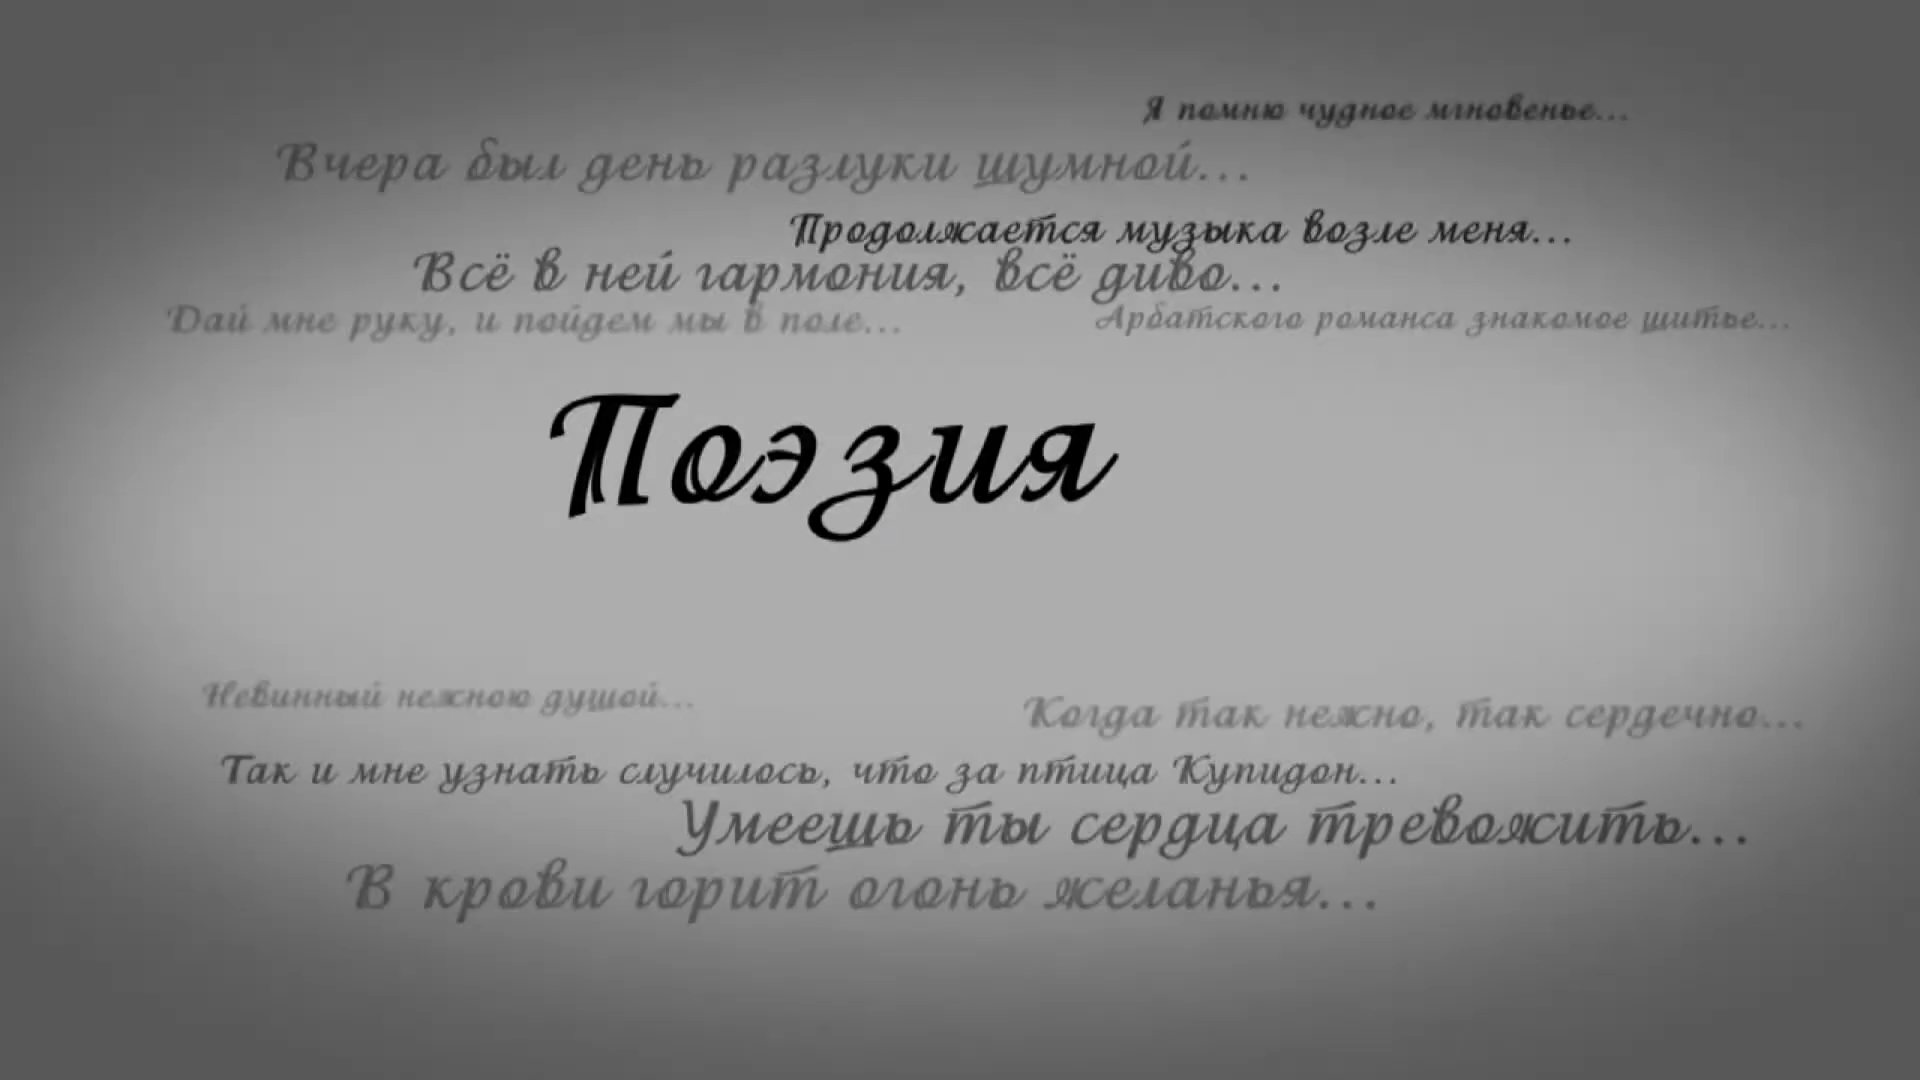 Я помню чудное мгновенье...
Вчера был день разлуки шумной...
Продолжается музыка возле меня...
Всё в ней гармония, всё диво...
Дай мне руку, и пойдем мы в поле...
Арбатского романса знакомое шитье...
Поэзия
Невинный нежною душой...
Когда так нежно, так сердечно...
Так и мне узнать случилось, что за птица Купидон...
Умеешь ты сердца тревожить...
В крови горит огонь желанья...